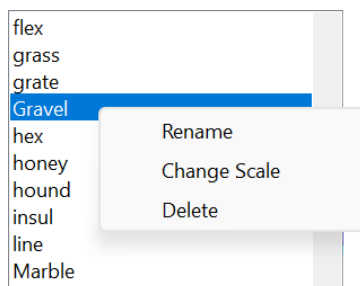 flex
grass
grate
Gravel
hex
honey
hound
insul
line
Marble
Rename
Change Scale
Delete